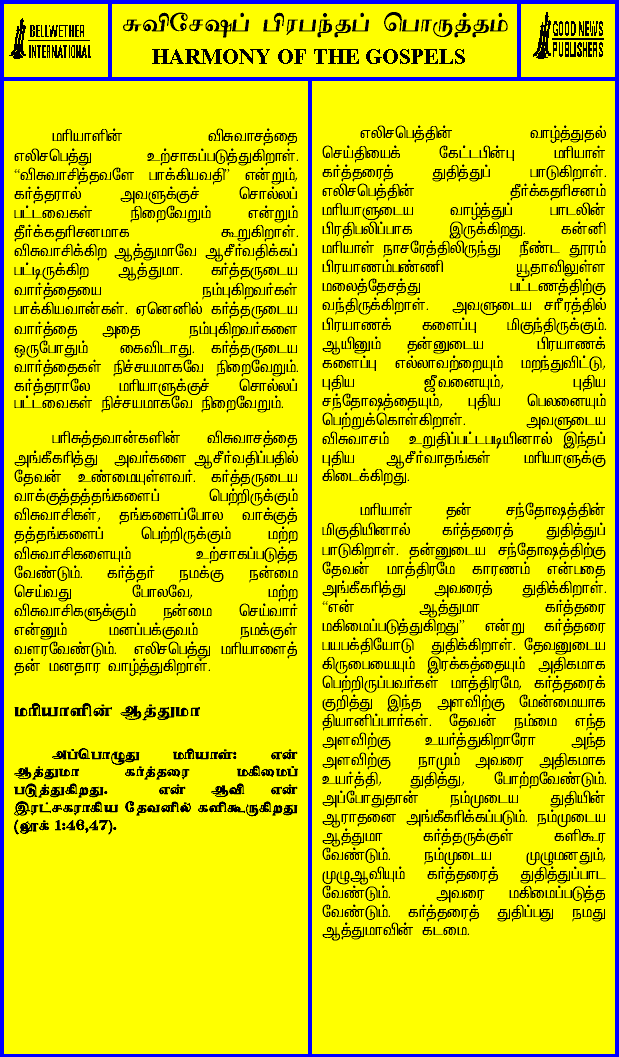 BELLWETHER
INTERNATIONAL
சுவிசேஷப் பிரபந்தப் பொருத்தம்
HARMONY OF THE GOSPELS
GOOD NEWS
PUBLISHERS
மரியாளின் விசுவாசத்தை
எலிசபெத்து உற்சாகப்படுத்துகிறாள்.
“விசுவாசித்தவளே பாக்கியவதி” என்றும்,
கர்த்தரால் அவளுக்குச் சொல்லப்
பட்டவைகள் நிறைவேறும் என்றும்
தீர்க்கதரிசனமாக கூறுகிறாள்.
விசுவாசிக்கிற ஆத்துமாவே ஆசீர்வதிக்கப்
பட்டிருக்கிற ஆத்துமா. கர்த்தருடைய
வார்த்தையை நம்புகிறவர்கள்
பாக்கியவான்கள். ஏனெனில் கர்த்தருடைய
வார்த்தை அதை நம்புகிறவர்களை
ஒருபோதும் கைவிடாது. கர்த்தருடைய
வார்த்தைகள் நிச்சயமாகவே நிறைவேறும்.
கர்த்தராலே மரியாளுக்குச் சொல்லப்
பட்டவைகள் நிச்சயமாகவே நிறைவேறும்.
பரிசுத்தவான்களின் விசுவாசத்தை
அங்கீகரித்து அவர்களை ஆசீர்வதிப்பதில்
தேவன் உண்மையுள்ளவர். கர்த்தருடைய
வாக்குத்தத்தங்களைப் பெற்றிருக்கும்
விசுவாசிகள், தங்களைப்போல வாக்குத்
தத்தங்களைப் பெற்றிருக்கும் மற்ற
விசுவாசிகளையும் உற்சாகப்படுத்த
வேண்டும். கர்த்தர் நமக்கு நன்மை
செய்வது போலவே, மற்ற
விசுவாசிகளுக்கும் நன்மை செய்வார்
என்னும் மனப்பக்குவம் நமக்குள்
வளரவேண்டும். எலிசபெத்து மரியாளைத்
தன் மனதார வாழ்த்துகிறாள்.
மரியாளின் ஆத்துமா
அப்பொழுது மரியாள்: என்
ஆத்துமா கர்த்தரை மகிமைப்
படுத்துகிறது. என் ஆவி என்
இரட்சகராகிய தேவனில் களிகூருகிறது
(லூக் 1:46,47).
எலிசபெத்தின் வாழ்த்துதல்
செய்தியைக் கேட்டபின்பு மரியாள்
கர்த்தரைத் துதித்துப் பாடுகிறாள்.
எலிசபெத்தின் தீர்க்கதரிசனம்
மரியாளுடைய வாழ்த்துப் பாடலின்
பிரதிபலிப்பாக இருக்கிறது. கன்னி
மரியாள் நாசரேத்திலிருந்து நீண்ட தூரம்
பிரயாணம்பண்ணி யூதாவிலுள்ள
மலைத்தேசத்து பட்டணத்திற்கு
வந்திருக்கிறாள். அவளுடைய சரீரத்தில்
பிரயாணக் களைப்பு மிகுந்திருக்கும்.
ஆயினும் தன்னுடைய பிரயாணக்
களைப்பு எல்லாவற்றையும் மறந்துவிட்டு,
புதிய ஜீவனையும், புதிய
சந்தோஷத்தையும், புதிய பெலனையும்
பெற்றுக்கொள்கிறாள். அவளுடைய
விசுவாசம் உறுதிப்பட்டபடியினால் இந்தப்
புதிய ஆசீர்வாதங்கள் மரியாளுக்கு
கிடைக்கிறது.
மரியாள் தன் சந்தோஷத்தின்
மிகுதியினால் கர்த்தரைத் துதித்துப்
பாடுகிறாள். தன்னுடைய சந்தோஷத்திற்கு
தேவன் மாத்திரமே காரணம் என்பதை
அங்கீகரித்து அவரைத் துதிக்கிறாள்.
“என் ஆத்துமா கர்த்தரை
மகிமைப்படுத்துகிறது” என்று கர்த்தரை
பயபக்தியோடு துதிக்கிறாள். தேவனுடைய
கிருபையையும் இரக்கத்தையும் அதிகமாக
பெற்றிருப்பவர்கள் மாத்திரமே, கர்த்தரைக்
குறித்து இந்த அளவிற்கு மேன்மையாக
தியானிப்பார்கள். தேவன் நம்மை எந்த
அளவிற்கு உயர்த்துகிறாரோ அந்த
அளவிற்கு நாமும் அவரை அதிகமாக
உயர்த்தி, துதித்து, போற்றவேண்டும்.
அப்போதுதான் நம்முடைய துதியின்
ஆராதனை அங்கீகரிக்கப்படும். நம்முடைய
ஆத்துமா கர்த்தருக்குள் களிகூர
வேண்டும். நம்முடைய முழுமனதும்,
முழுஆவியும் கர்த்தரைத் துதித்துப்பாட
வேண்டும். அவரை மகிமைப்படுத்த
வேண்டும். கர்த்தரைத் துதிப்பது நமது
ஆத்துமாவின் கடமை.